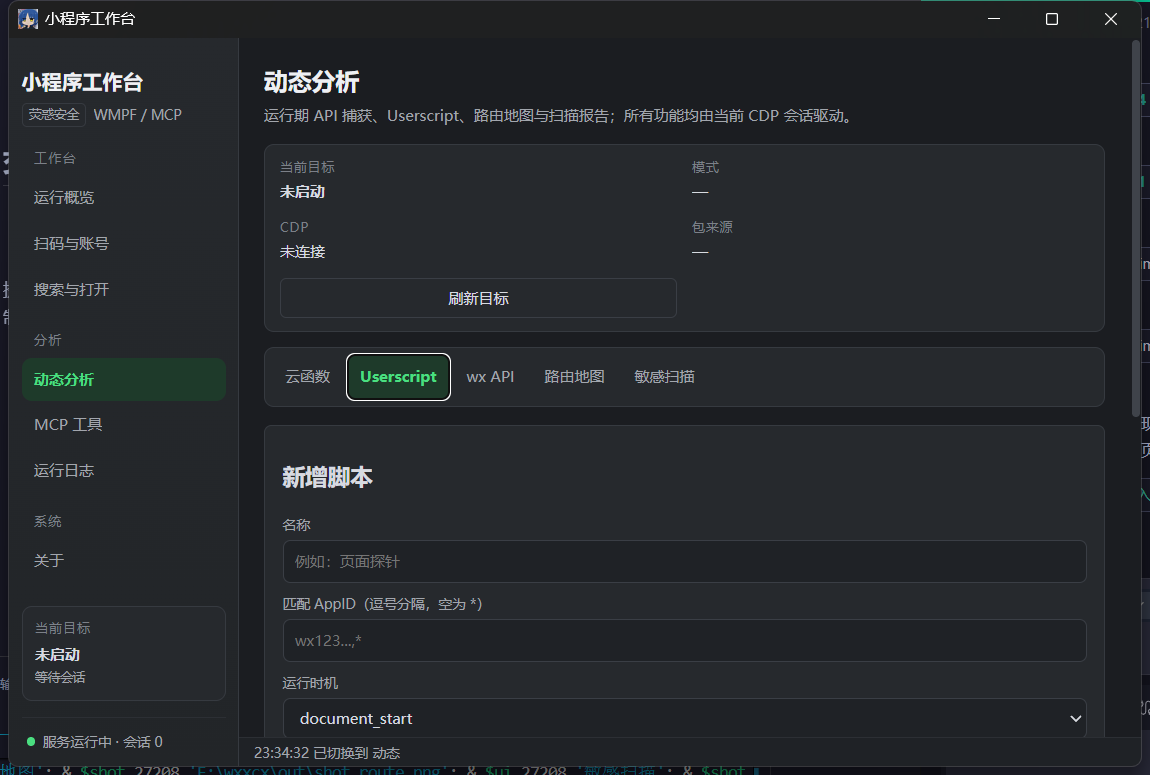 小程序工作台
小程序工作台
荧惑安全 WMPF / MCP
工作台
运行概览
扫码与账号
搜索与打开
分析
动态分析
MCP 工具
运行日志
系统
关于
当前目标
未启动
等待会话
服务运行中 · 会话 0
动态分析
运行期 API 捕获、Userscript、路由地图与扫描报告；所有功能均由当前 CDP 会话驱动。
当前目标
未启动
模式
—
CDP
未连接
包来源
—
刷新目标
云函数 Userscript wx API 路由地图 敏感扫描
新增脚本
名称
例如：页面探针
匹配 AppID（逗号分隔，空为 *）
wx123...,*
运行时机
document_start
23:34:32 已切换到 动态